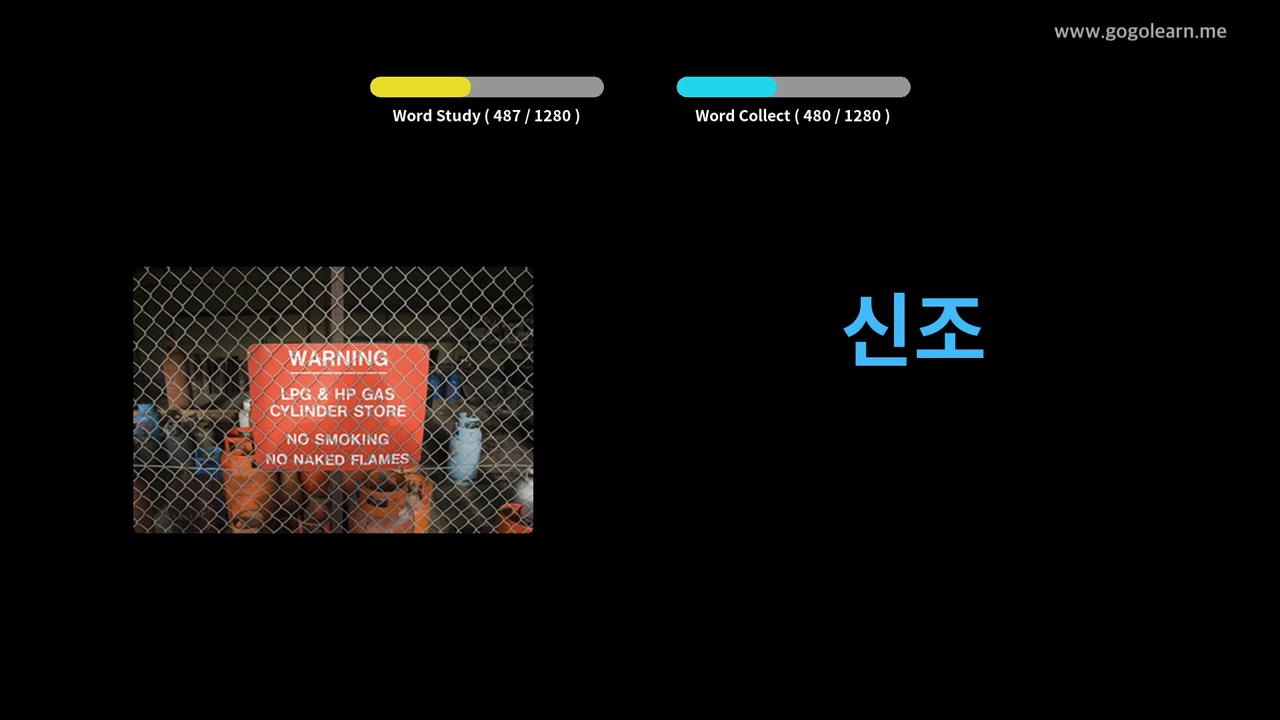 www.gogolearn.me
Word Study ( 487 / 1280 )
Word Collect ( 480 / 1280 )
신조
WARNING
LPG & HP GAS
CYLINDER STORE
NO SMOKING
NO NAKED FLAMES